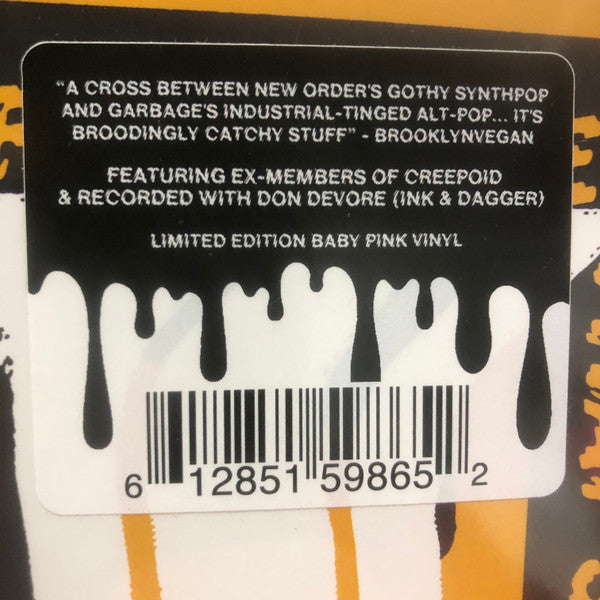 "A CROSS BETWEEN NEW ORDER'S GOTHY SYNTHPOP
AND GARBAGE'S INDUSTRIAL-TINGED ALT-POP... IT'S
BROODINGLY CATCHY STUFF" - BROOKLYNVEGAN
FEATURING EX-MEMBERS OF CREEPOID
& RECORDED WITH DON DEVORE (INK & DAGGER)
LIMITED EDITION BABY PINK VINYL
6 12851 59865 2